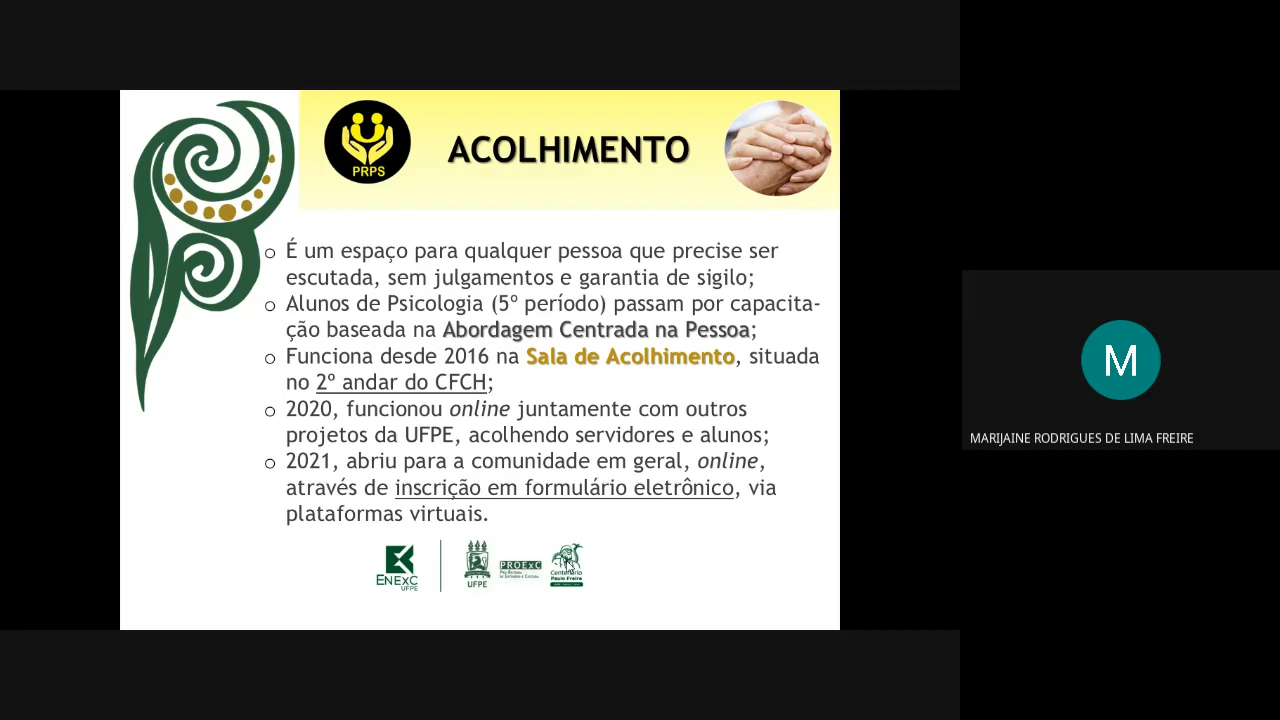 PRPS
ACOLHIMENTO
o É um espaço para qualquer pessoa que precise ser
escutada, sem julgamentos e garantia de sigilo;
o Alunos de Psicologia (5º período) passam por capacita-
ção baseada na Abordagem Centrada na Pessoa;
o Funciona desde 2016 na Sala de Acolhimento, situada
no 2º andar do CFCH;
o 2020, funcionou online juntamente com outros
projetos da UFPE, acolhendo servidores e alunos;
o 2021, abriu para a comunidade em geral, online,
através de inscrição em formulário eletrônico, via
plataformas virtuais.
ENExC
UFPE
UFPE
PROExC
Centenário
Paulo Freire
M
MARIJAINE RODRIGUES DE LIMA FREIRE